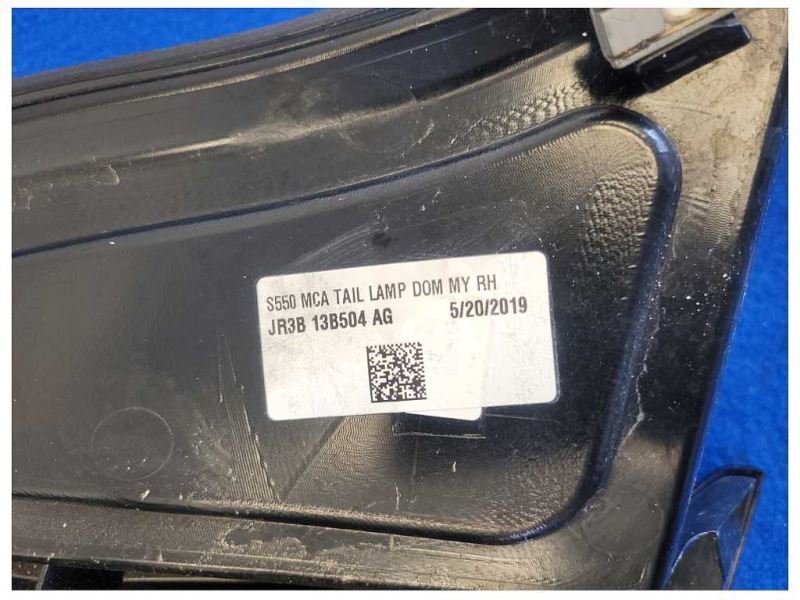 S550 MCA TAIL LAMP DOM MY RH
JR3B 13B504 AG 5/20/2019